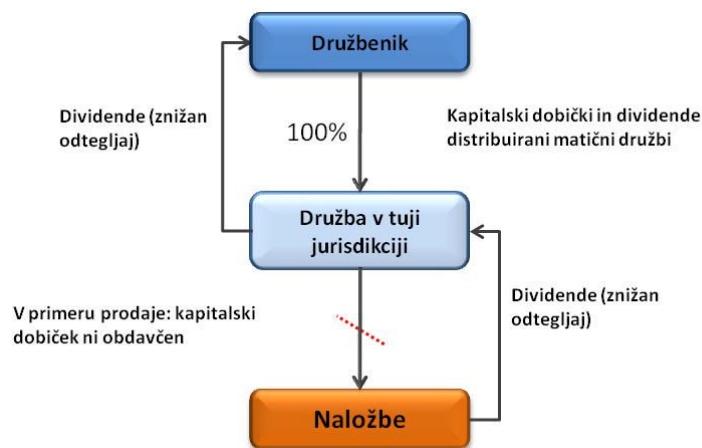 Družbenik
Dividende (znižan
odtegljaj)
100%
Kapitalski dobički in dividende
distribuirani matični družbi
Družba v tuji
jurisdikciji
V primeru prodaje: kapitalski
dobiček ni obdavčen
Dividende (znižan
odtegljaj)
Naložbe